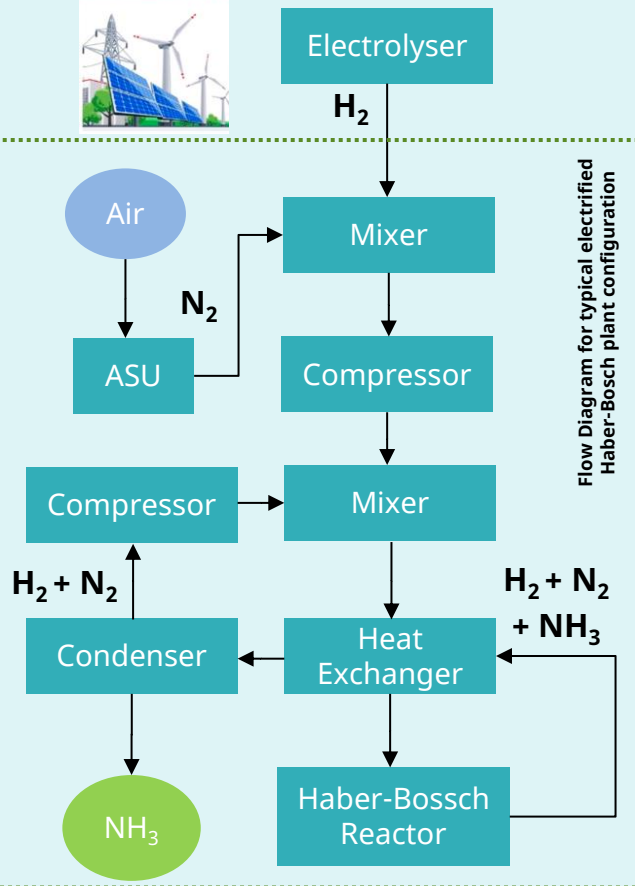 Electrolyser
H₂
Air
Mixer
N₂
ASU
Compressor
Flow Diagram for typical electrified
Haber-Bosch plant configuration
Compressor
Mixer
H₂ + N₂
H₂ + N₂
+ NH₃
Condenser
Heat
Exchanger
Haber-Bossch
Reactor
NH₃